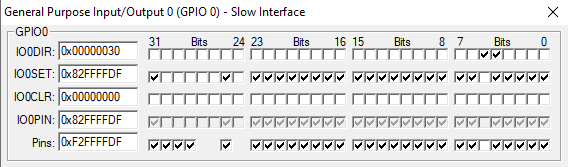 General Purpose Input/Output 0 (GPIO 0) - Slow Interface
GPIO0
31 Bits 24 23 Bits 16 15 Bits 8 7 Bits 0
IO0DIR: 0x00000030
IO0SET: 0x82FFFFDF
IO0CLR: 0x00000000
IO0PIN: 0x82FFFFDF
Pins: 0xF2FFFFDF